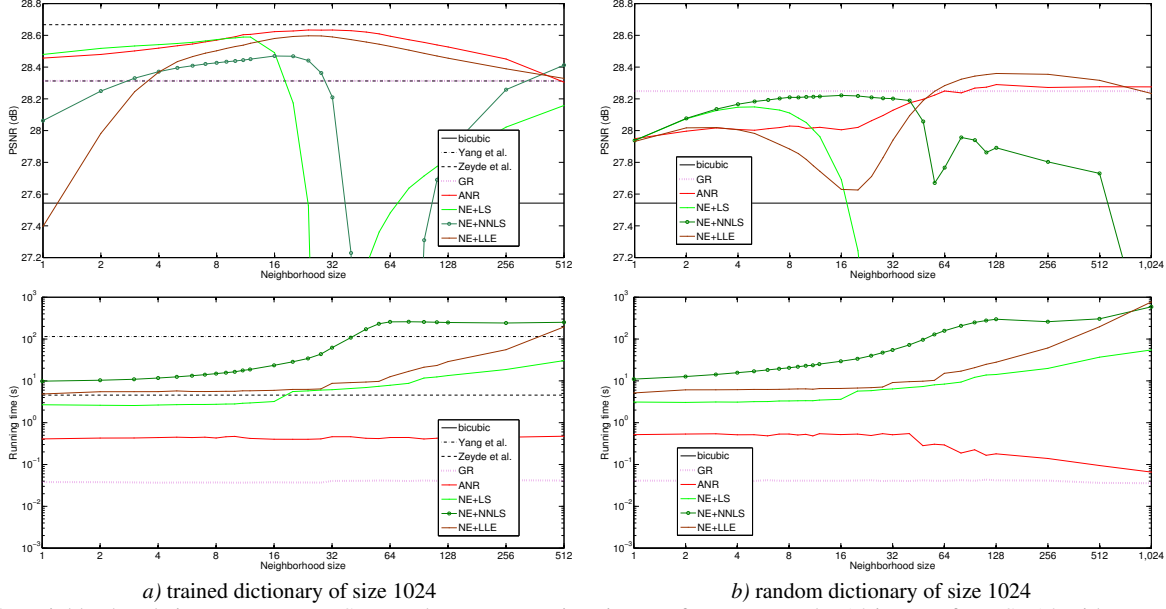 28.8
28.6
28.4
28.2
28
27.8
27.6
27.4
27.2
PSNR (dB)
1 2 4 8 16 32 64 128 256 512
Neighborhood size
bicubic
Yang et al.
Zeyde et al.
GR
ANR
NE+LS
NE+NNLS
NE+LLE
28.8
28.6
28.4
28.2
28
27.8
27.6
27.4
27.2
PSNR (dB)
1 2 4 8 16 32 64 128 256 512 1,024
Neighborhood size
bicubic
GR
ANR
NE+LS
NE+NNLS
NE+LLE
10³
10²
10¹
10⁰
10⁻¹
10⁻²
10⁻³
Running time (s)
1 2 4 8 16 32 64 128 256 512
Neighborhood size
bicubic
Yang et al.
Zeyde et al.
GR
ANR
NE+LS
NE+NNLS
NE+LLE
10³
10²
10¹
10⁰
10⁻¹
10⁻²
10⁻³
Running time (s)
1 2 4 8 16 32 64 128 256 512 1,024
Neighborhood size
bicubic
GR
ANR
NE+LS
NE+NNLS
NE+LLE
a) trained dictionary of size 1024
b) random dictionary of size 1024